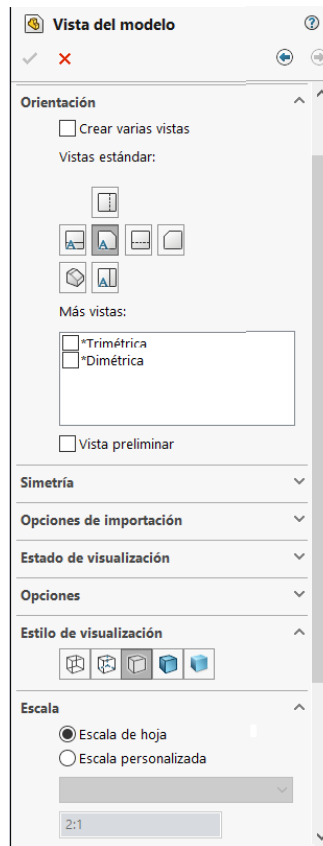 Vista del modelo
Orientación
Crear varias vistas
Vistas estándar:
A A
A
Más vistas:
*Trimétrica
*Dimétrica
Vista preliminar
Simetría
Opciones de importación
Estado de visualización
Opciones
Estilo de visualización
Escala
Escala de hoja
Escala personalizada
2:1